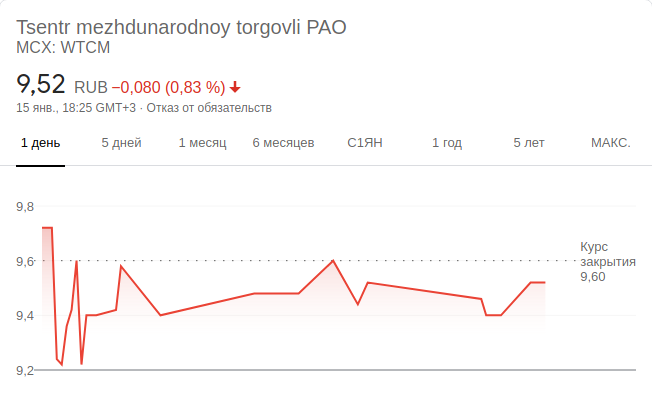 Tsentr mezhdunarodnoy torgovli PAO
MCX: WTCM
9,52 RUB −0,080 (0,83 %)
15 янв., 18:25 GMT+3 · Отказ от обязательств
1 день 5 дней 1 месяц 6 месяцев С1ЯН 1 год 5 лет МАКС.
9,8
9,6
9,4
9,2
Курс
закрытия
9,60